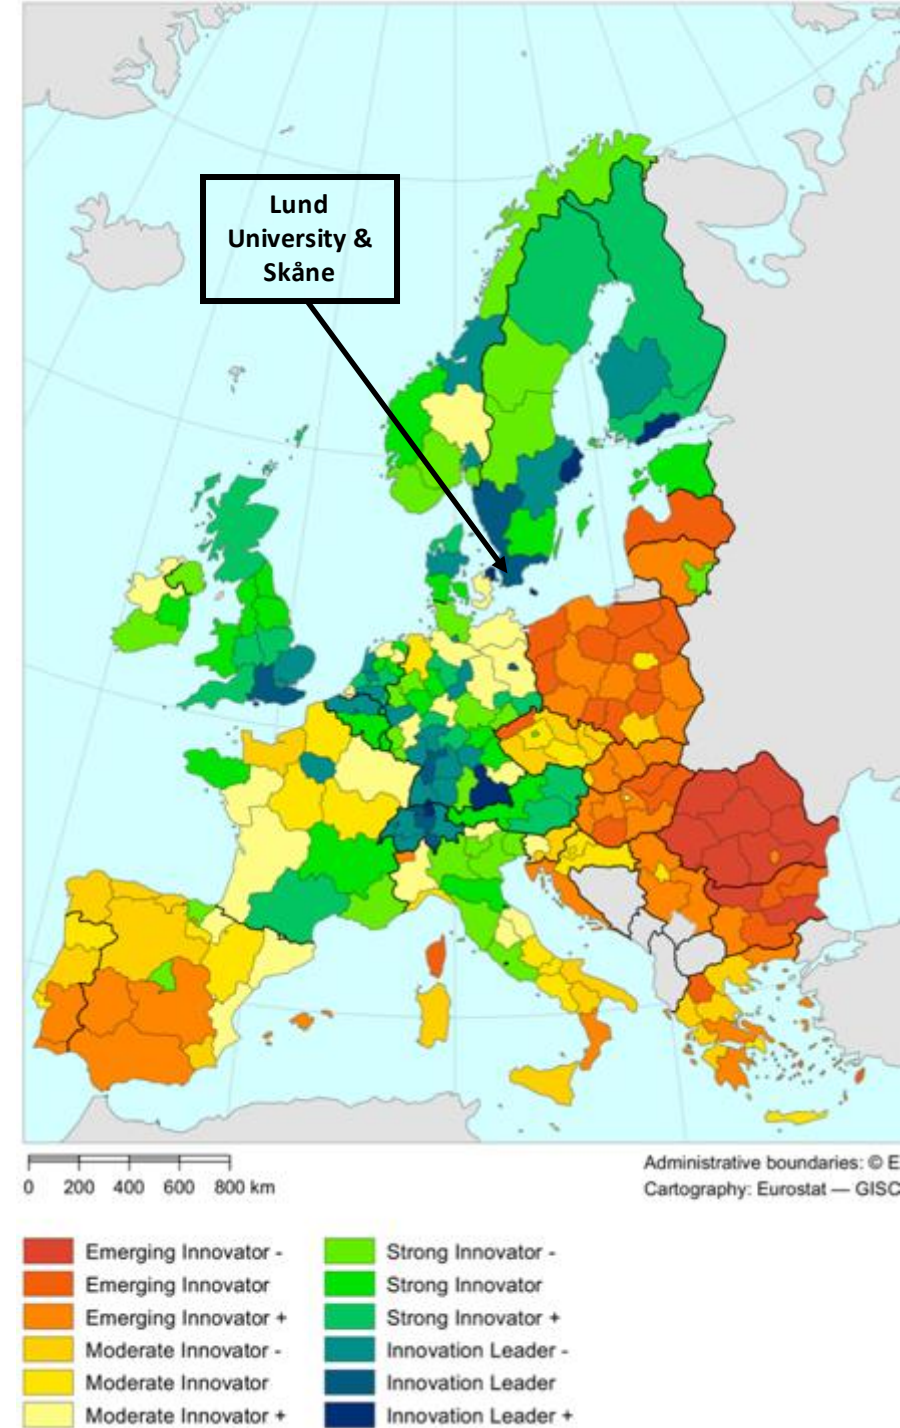 Lund
University &
Skåne
0 200 400 600 800 km
Administrative boundaries: © E
Cartography: Eurostat — GISC
Emerging Innovator -
Emerging Innovator
Emerging Innovator +
Moderate Innovator -
Moderate Innovator
Moderate Innovator +
Strong Innovator -
Strong Innovator
Strong Innovator +
Innovation Leader -
Innovation Leader
Innovation Leader +